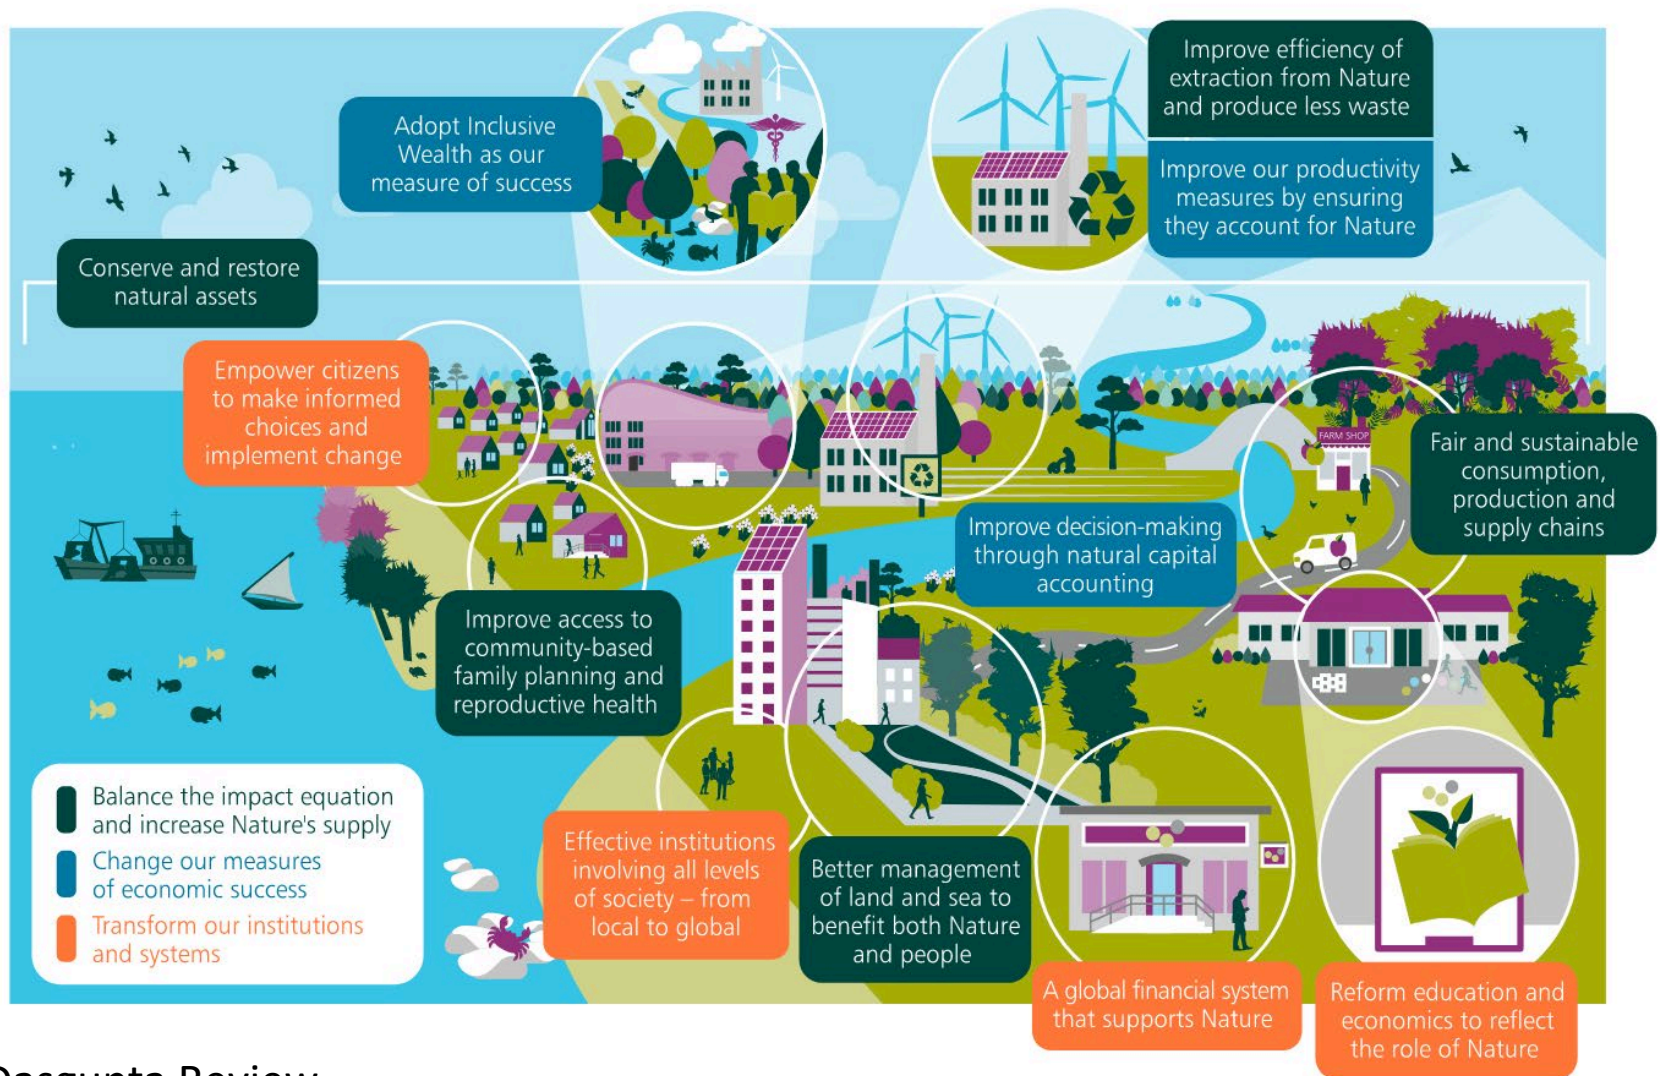 Improve efficiency of
extraction from Nature
and produce less waste
Improve our productivity
measures by ensuring
they account for Nature
Adopt Inclusive
Wealth as our
measure of success
Conserve and restore
natural assets
Empower citizens
to make informed
choices and
implement change
FARM SHOP
Fair and sustainable
consumption,
production and
supply chains
Improve decision-making
through natural capital
accounting
Improve access to
community-based
family planning and
reproductive health
Balance the impact equation
and increase Nature's supply
Change our measures
of economic success
Transform our institutions
and systems
Effective institutions
involving all levels
of society – from
local to global
Better management
of land and sea to
benefit both Nature
and people
A global financial system
that supports Nature
Reform education and
economics to reflect
the role of Nature
Dasgupta Review